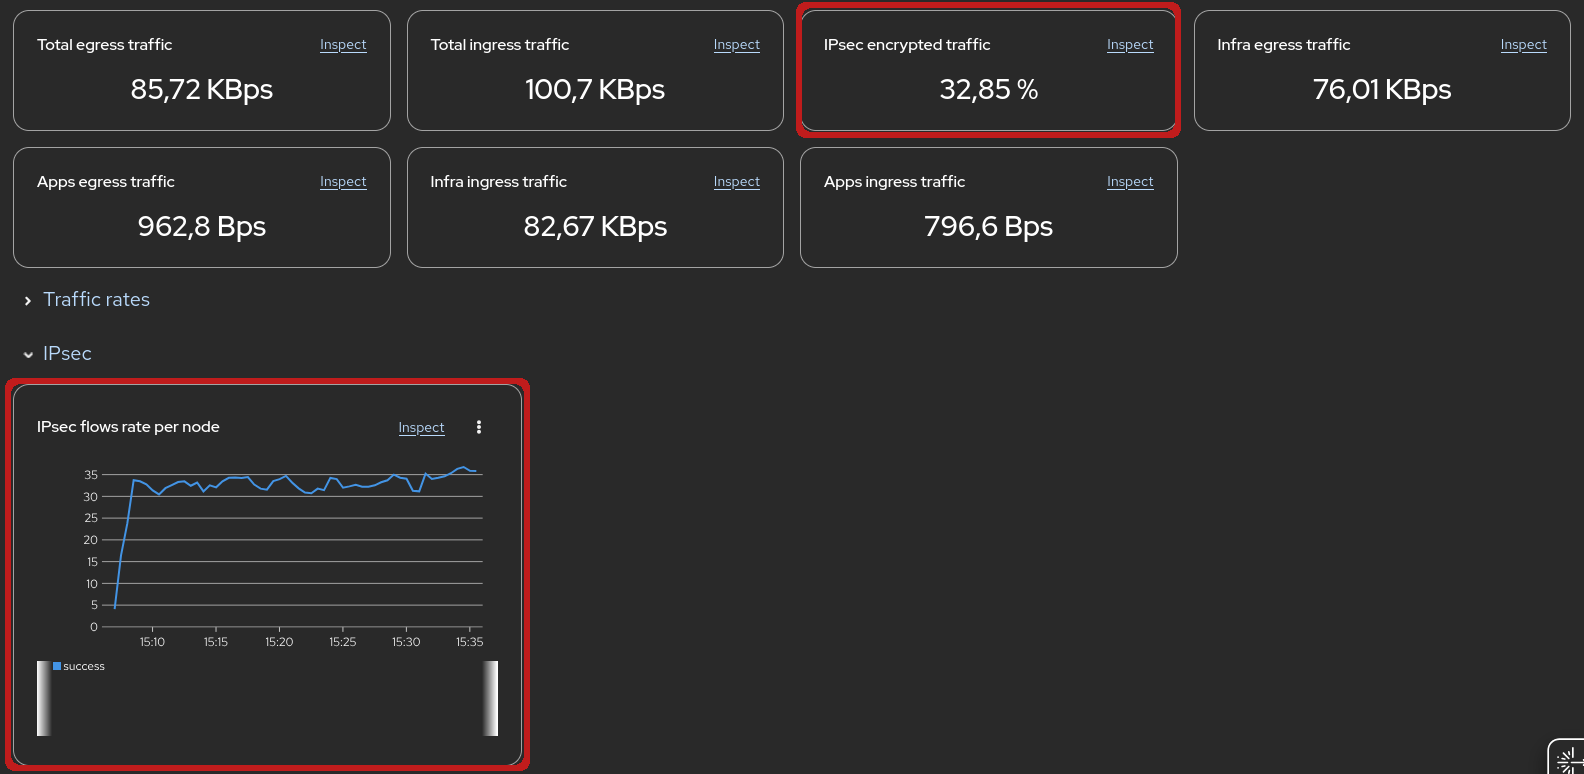 Total egress traffic Inspect
85,72 KBps
Total ingress traffic Inspect
100,7 KBps
IPsec encrypted traffic Inspect
32,85 %
Infra egress traffic Inspect
76,01 KBps
Apps egress traffic Inspect
962,8 Bps
Infra ingress traffic Inspect
82,67 KBps
Apps ingress traffic Inspect
796,6 Bps
Traffic rates
IPsec
IPsec flows rate per node Inspect
35
30
25
20
15
10
5
0
15:10 15:15 15:20 15:25 15:30 15:35
success